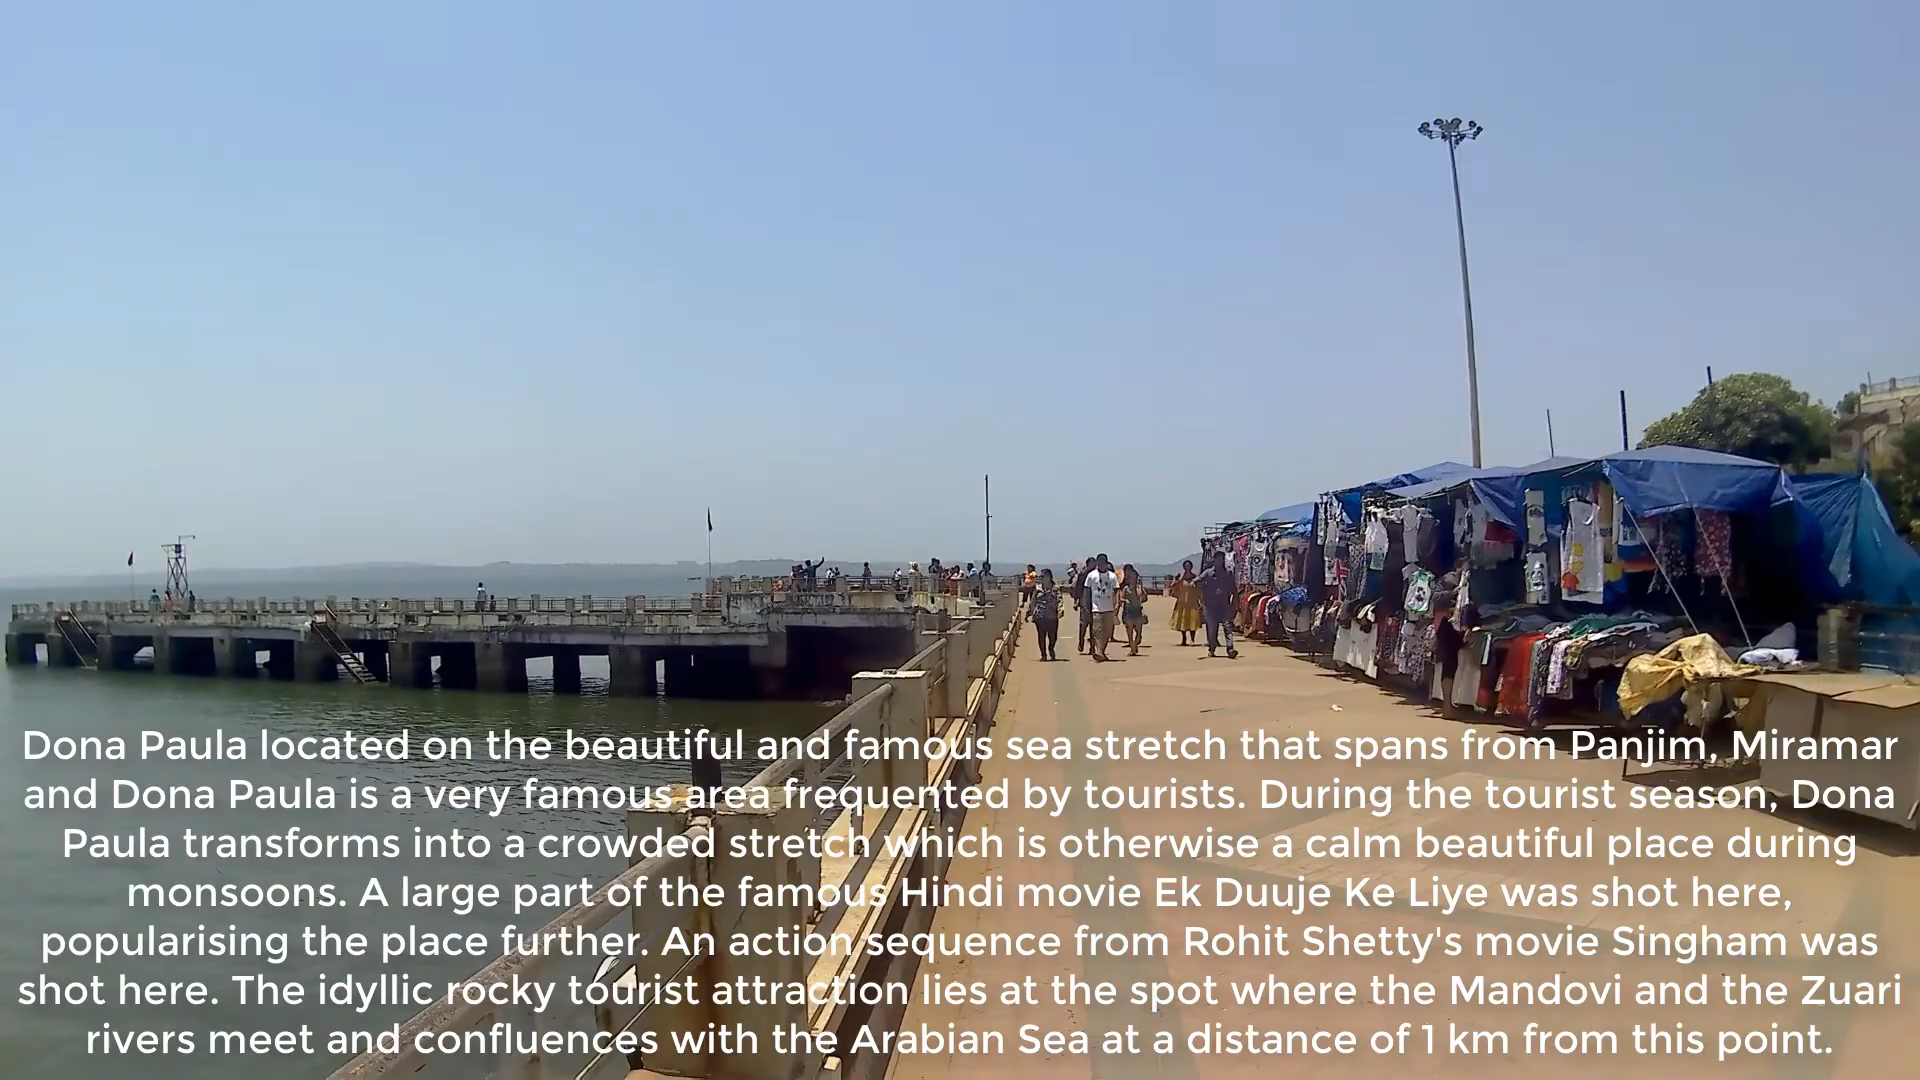 Dona Paula located on the beautiful and famous sea stretch that spans from Panjim, Miramar
and Dona Paula is a very famous area frequented by tourists. During the tourist season, Dona
Paula transforms into a crowded stretch which is otherwise a calm beautiful place during
monsoons. A large part of the famous Hindi movie Ek Duuje Ke Liye was shot here,
popularising the place further. An action sequence from Rohit Shetty's movie Singham was
shot here. The idyllic rocky tourist attraction lies at the spot where the Mandovi and the Zuari
rivers meet and confluences with the Arabian Sea at a distance of 1 km from this point.